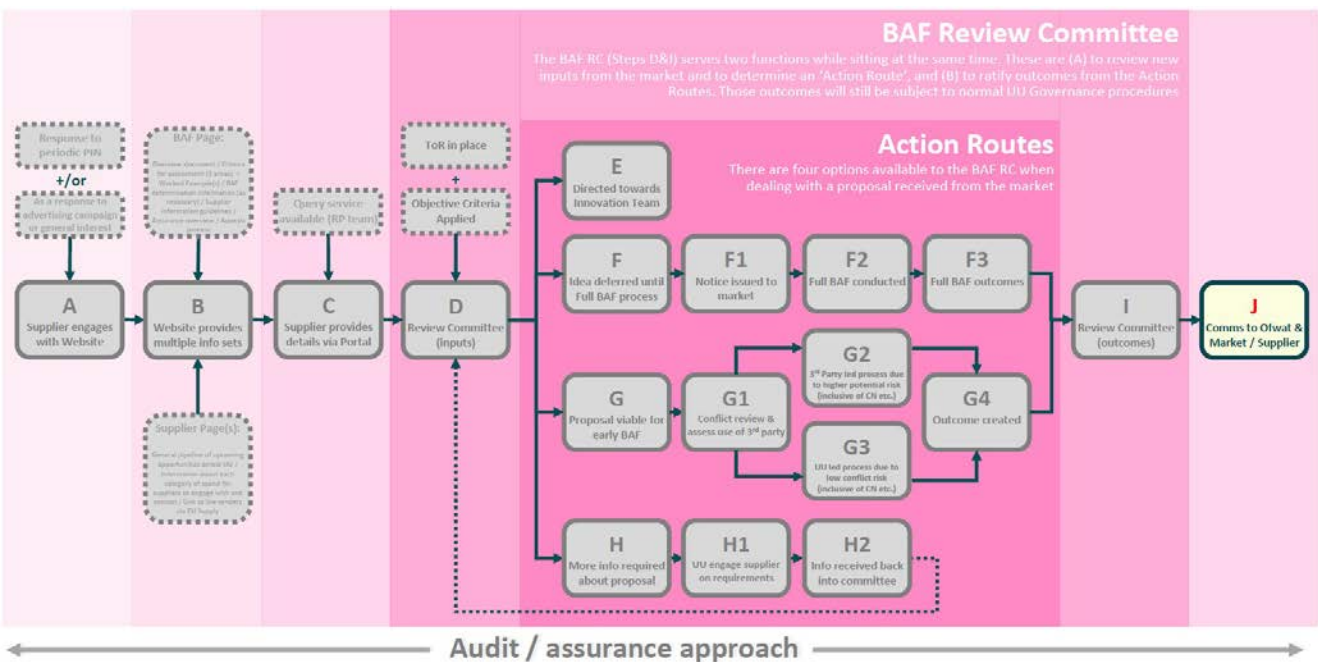 BAF Review Committee
The BAF RC (Steps D&I) serves two functions while sitting at the same time. These are (A) to review new
inputs from the market and to determine an 'Action Route', and (B) to ratify outcomes from the Action
Routes. Those outcomes will still be subject to normal UU Governance procedures
Action Routes
There are four options available to the BAF RC when
dealing with a proposal received from the market
Response to
periodic PIN
+/or
As a response to
advertising campaign
or general interest
BAF Page:
Supplier Page(s):
General pipeline of upcoming
Query service
available (RP team)
ToR in place
+
Objective Criteria
Applied
A
Supplier engages
with Website
B
Website provides
multiple info sets
C
Supplier provides
details via Portal
D
Review Committee
(inputs)
E
Directed towards
Innovation Team
F
Idea deferred until
Full BAF process
F1
Notice issued to
market
F2
Full BAF conducted
F3
Full BAF outcomes
G
Proposal viable for
early BAF
G1
Conflict review &
assess use of 3rd party
G2
3rd Party led process due
to higher potential risk
(inclusive of CN etc.)
G3
UU led process due to
low conflict risk
(inclusive of CN etc.)
G4
Outcome created
H
More info required
about proposal
H1
UU engage supplier
on requirements
H2
Info received back
into committee
I
Review Committee
(outcomes)
J
Comms to Ofwat &
Market / Supplier
Audit / assurance approach